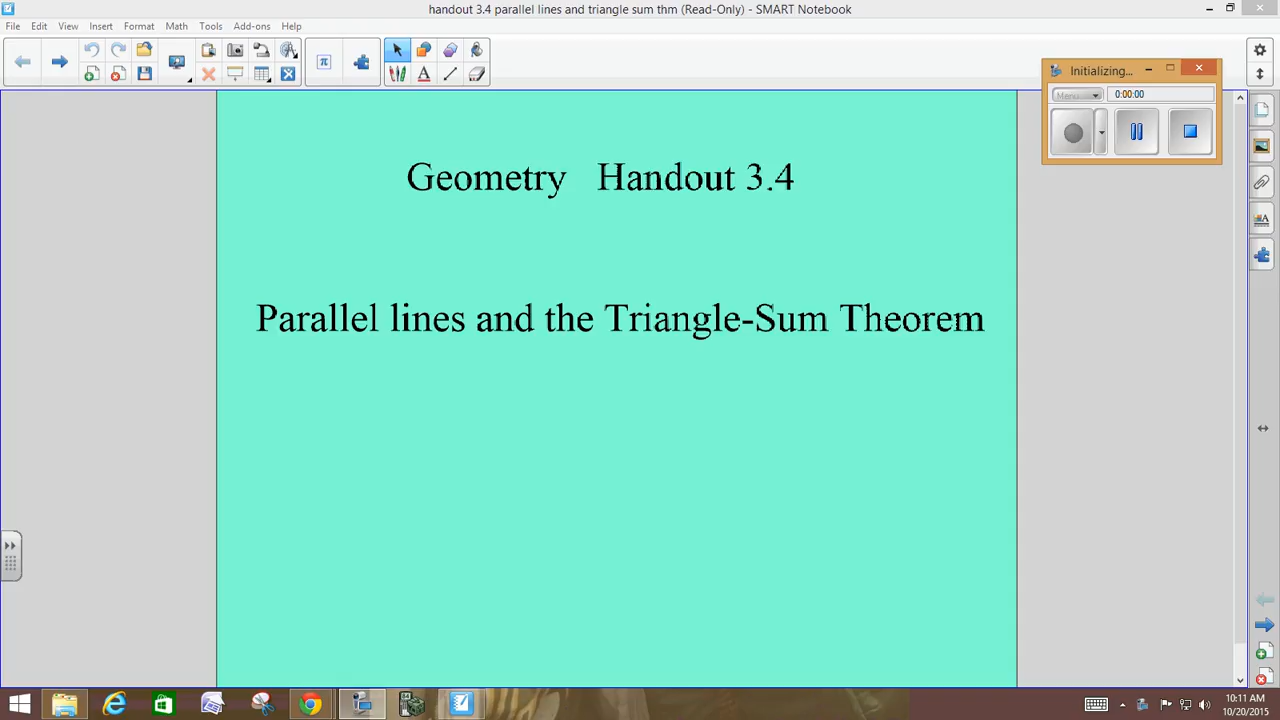 handout 3.4 parallel lines and triangle sum thm (Read-Only) - SMART Notebook
File Edit View Insert Format Math Tools Add-ons Help
Initializing...
Menu
0:00:00
Geometry Handout 3.4
Parallel lines and the Triangle-Sum Theorem
10:11 AM
10/20/2015